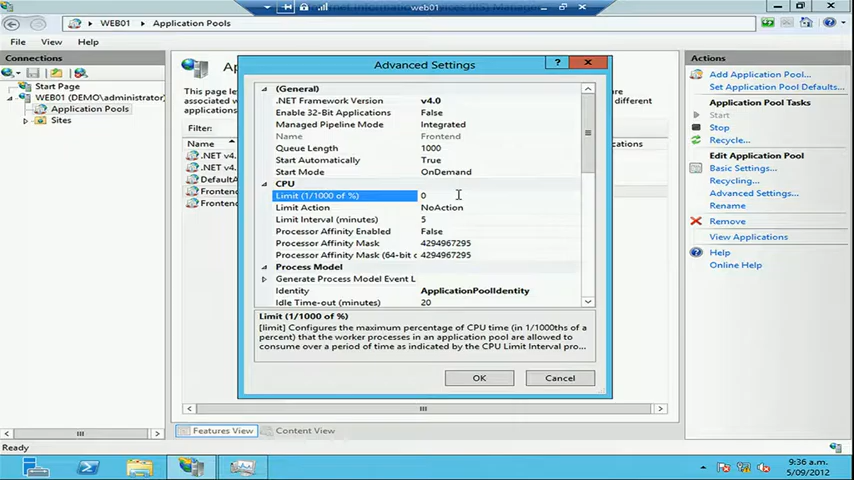 web01
WEB01
Application Pools
File View Help
Connections
Start Page
WEB01 (DEMO\administrator)
Application Pools
Sites
This page
associated w
applications.
different
Filter:
Name
.NET v4.
.NET v4.
DefaultA
Fronten
Fronten
cations
Advanced Settings
?
(General)
.NET Framework Version v4.0
Enable 32-Bit Applications False
Managed Pipeline Mode Integrated
Name Frontend
Queue Length 1000
Start Automatically True
Start Mode OnDemand
CPU
Limit (1/1000 of %) 0
Limit Action NoAction
Limit Interval (minutes) 5
Processor Affinity Enabled False
Processor Affinity Mask 4294967295
Processor Affinity Mask (64-bit c 4294967295
Process Model
Generate Process Model Event L
Identity ApplicationPoolIdentity
Idle Time-out (minutes) 20
Limit (1/1000 of %)
[limit] Configures the maximum percentage of CPU time (in 1/1000ths of a
percent) that the worker processes in an application pool are allowed to
consume over a period of time as indicated by the CPU Limit Interval pro...
OK Cancel
Actions
Add Application Pool...
Set Application Pool Defaults...
Application Pool Tasks
Start
Stop
Recycle...
Edit Application Pool
Basic Settings...
Recycling...
Advanced Settings...
Rename
Remove
View Applications
Help
Online Help
Features View Content View
Ready
9:36 a.m.
5/09/2012